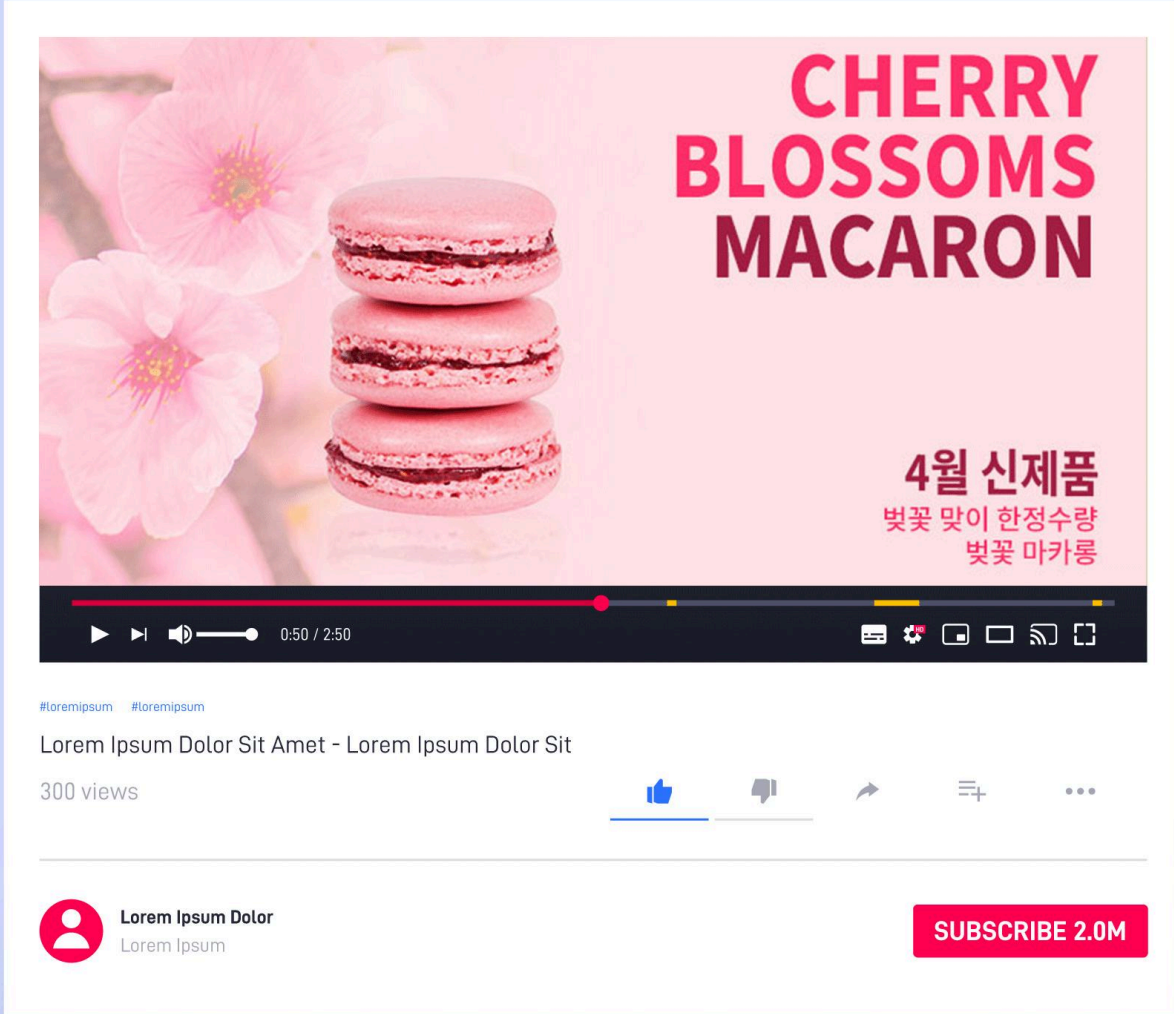 CHERRY
BLOSSOMS
MACARON
4월 신제품
벚꽃 맞이 한정수량
벚꽃 마카롱
0:50 / 2:50
HD
#loremipsum #loremipsum
Lorem Ipsum Dolor Sit Amet - Lorem Ipsum Dolor Sit
300 views
Lorem Ipsum Dolor
Lorem Ipsum
SUBSCRIBE 2.0M